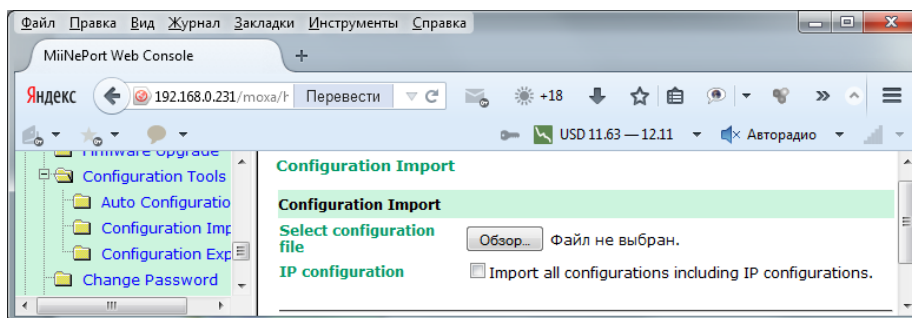 Файл Правка Вид Журнал Закладки Инструменты Справка
MiiNePort Web Console
Яндекс 192.168.0.231/moxa/h Перевести +18
USD 11.63 — 12.11 Авторадио
Firmware Upgrade
Configuration Tools
Auto Configuratio
Configuration Imp
Configuration Exp
Change Password
Configuration Import
Configuration Import
Select configuration
file
Обзор... Файл не выбран.
IP configuration
Import all configurations including IP configurations.